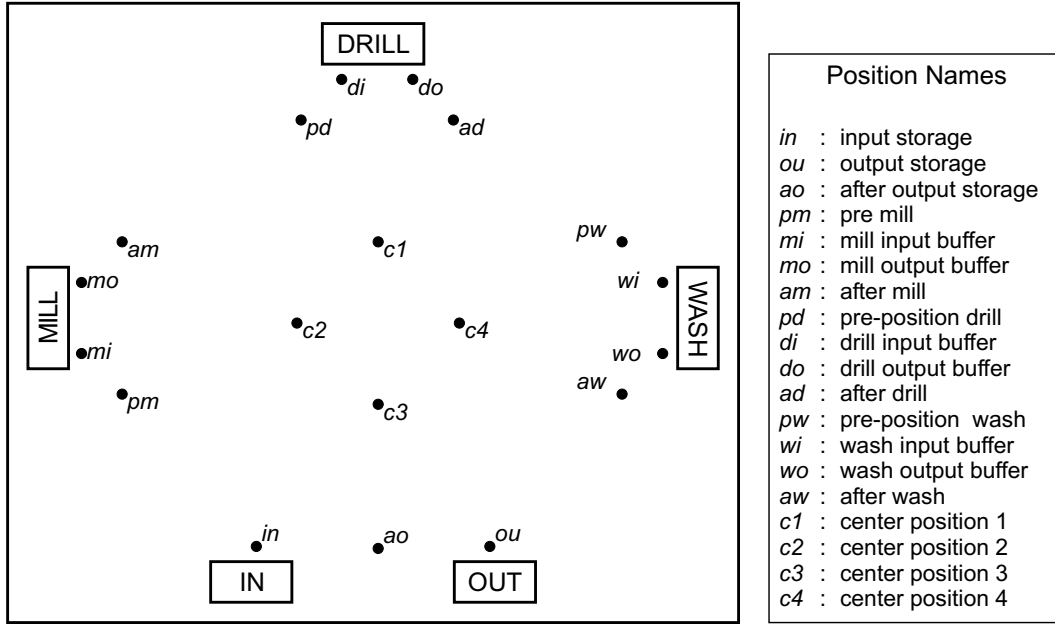 DRILL
di
do
pd
ad
am
c1
pw
mo
wi
MILL
WASH
c2
c4
mi
wo
pm
c3
aw
in
ao
ou
IN
OUT
Position Names
in : input storage
ou : output storage
ao : after output storage
pm : pre mill
mi : mill input buffer
mo : mill output buffer
am : after mill
pd : pre-position drill
di : drill input buffer
do : drill output buffer
ad : after drill
pw : pre-position wash
wi : wash input buffer
wo : wash output buffer
aw : after wash
c1 : center position 1
c2 : center position 2
c3 : center position 3
c4 : center position 4